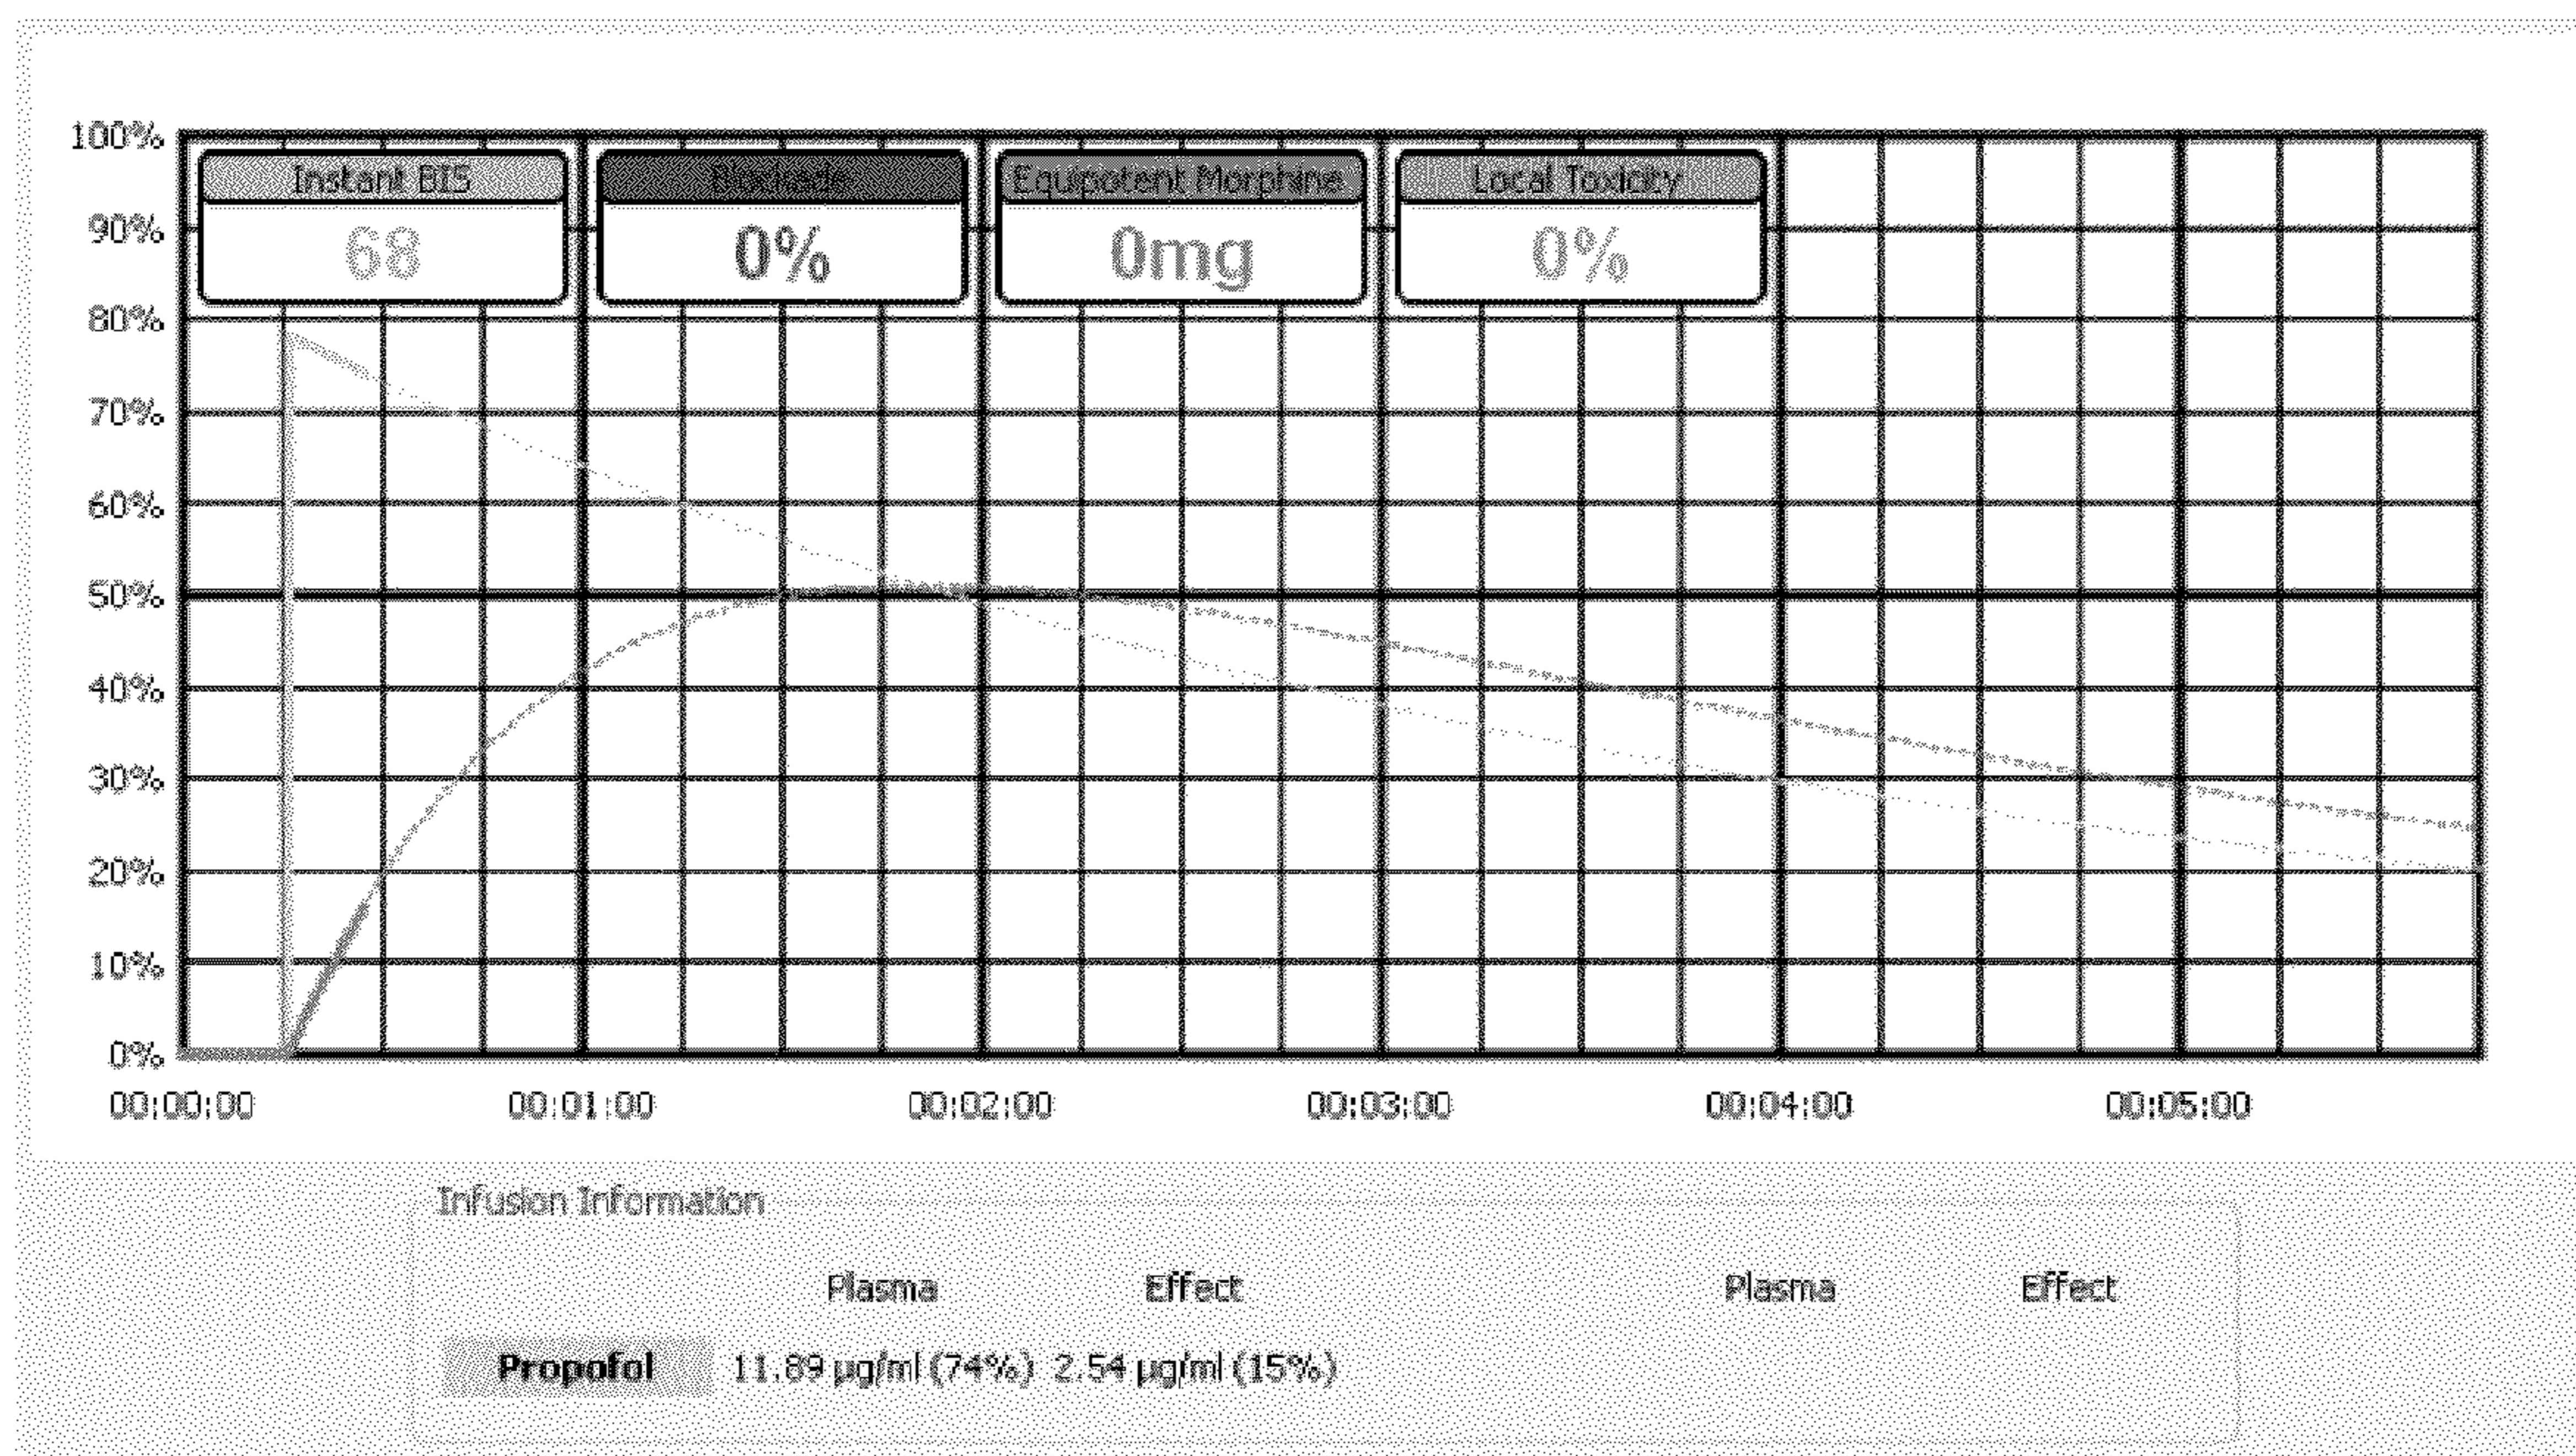 100%
Instant BIS Blockade Equipotent Morphine Local Toxicity
90%
68 0% 0mg 0%
80%
70%
60%
50%
40%
30%
20%
10%
0%
00:00:00 00:01:00 00:02:00 00:03:00 00:04:00 00:05:00
Infusion Information
Plasma Effect Plasma Effect
Propofol 11.89 µg/ml (74%) 2.54 µg/ml (15%)